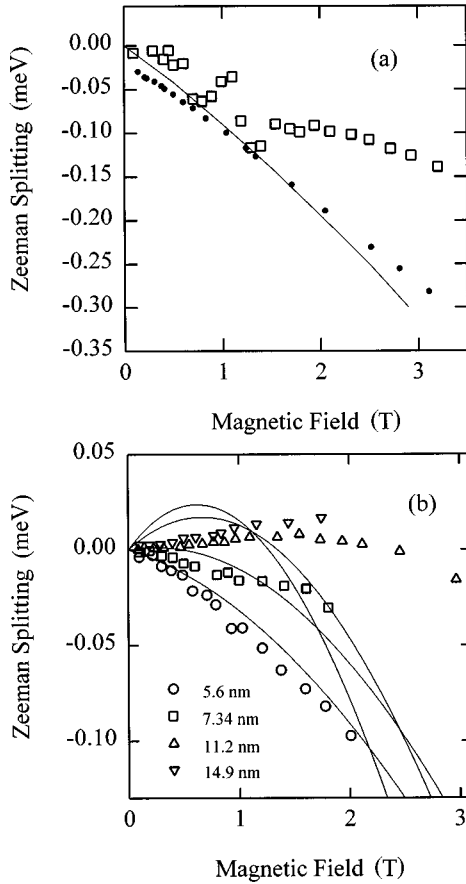 (a)
Zeeman Splitting (meV)
0.00
-0.05
-0.10
-0.15
-0.20
-0.25
-0.30
-0.35
0 1 2 3
Magnetic Field (T)
(b)
Zeeman Splitting (meV)
0.05
0.00
-0.05
-0.10
5.6 nm
7.34 nm
11.2 nm
14.9 nm
0 1 2 3
Magnetic Field (T)